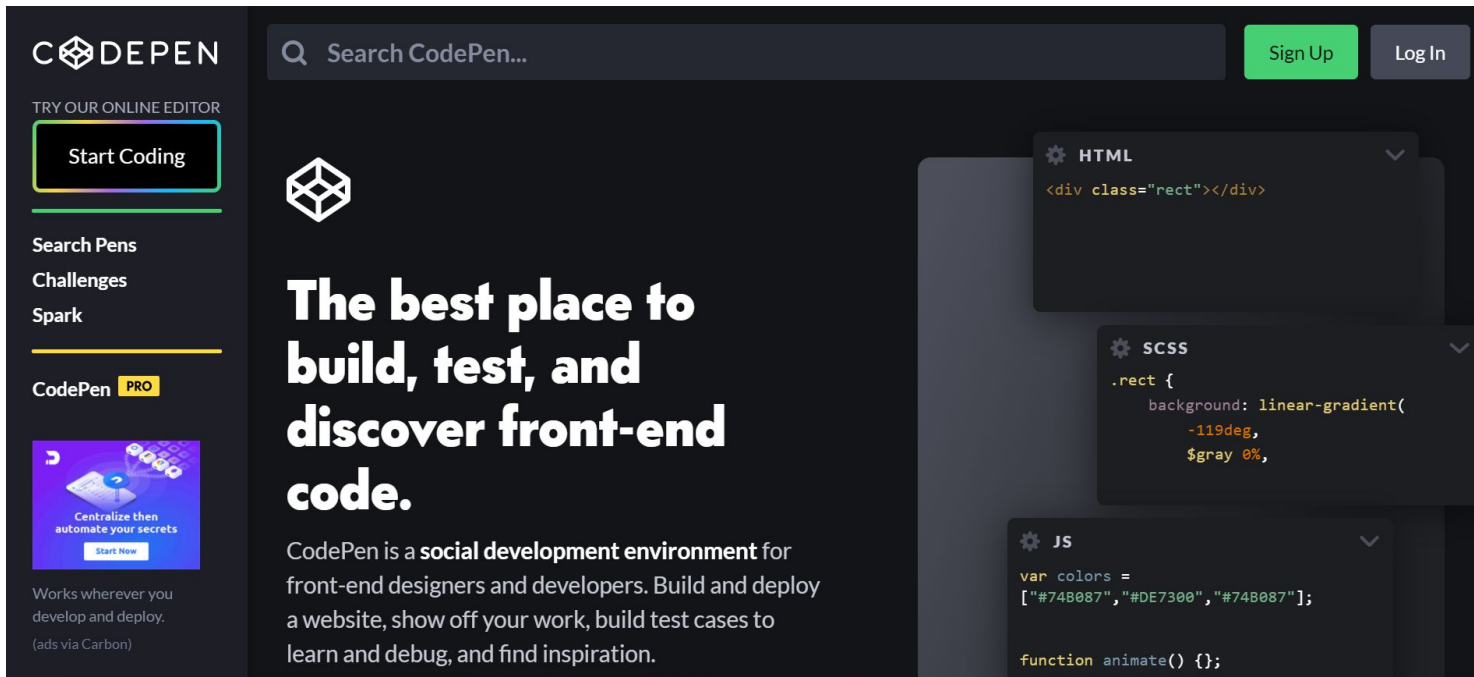 CODEPEN
TRY OUR ONLINE EDITOR
Start Coding
Search Pens
Challenges
Spark
CodePen PRO
Centralize then
automate your secrets
Start Now
Works wherever you
develop and deploy.
(ads via Carbon)
Search CodePen...
Sign Up
Log In
The best place to
build, test, and
discover front-end
code.
CodePen is a social development environment for
front-end designers and developers. Build and deploy
a website, show off your work, build test cases to
learn and debug, and find inspiration.
HTML
<div class="rect"></div>
SCSS
.rect {
background: linear-gradient(
-119deg,
$gray 0%,
JS
var colors =
["#74B087","#DE7300","#74B087"];
function animate() {};